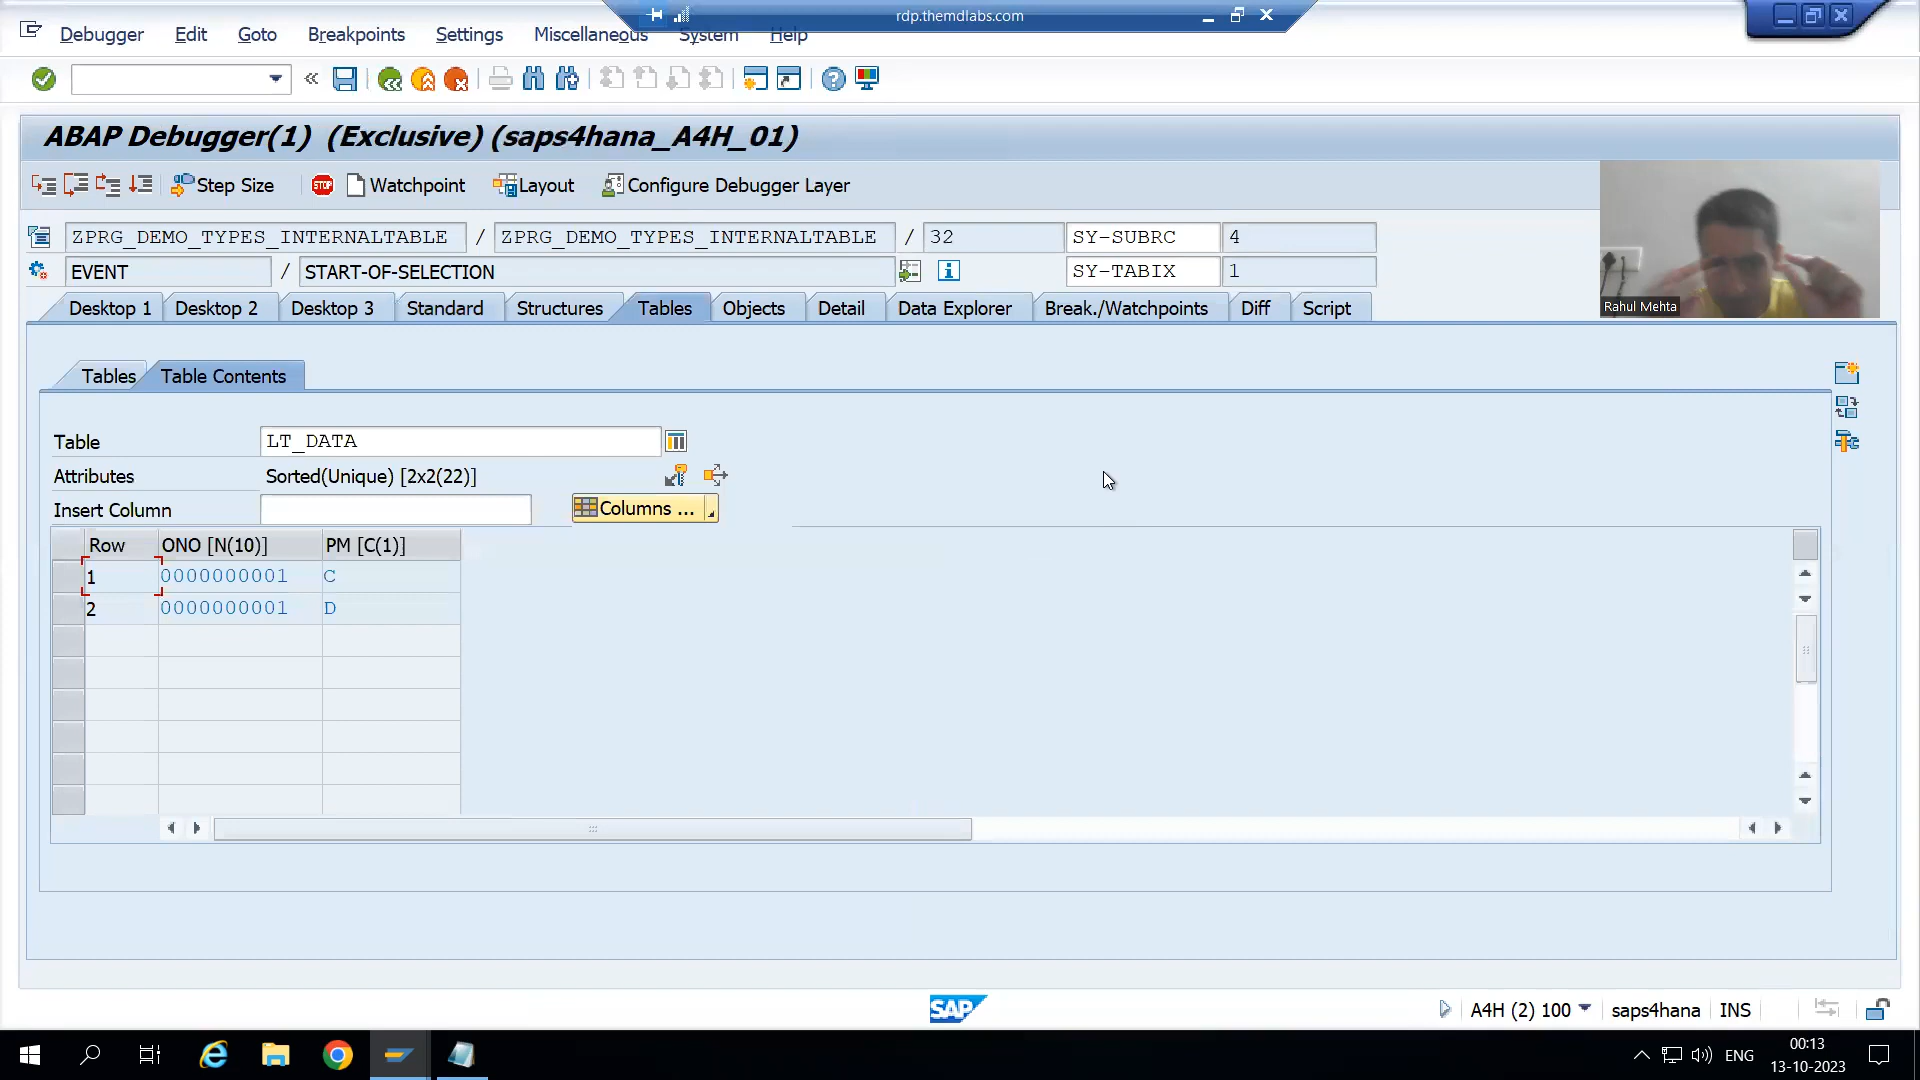 rdp.themdlabs.com
Debugger Edit Goto Breakpoints Settings Miscellaneous System Help
ABAP Debugger(1) (Exclusive) (saps4hana_A4H_01)
Step Size STOP Watchpoint Layout Configure Debugger Layer
ZPRG_DEMO_TYPES_INTERNALTABLE / ZPRG_DEMO_TYPES_INTERNALTABLE / 32 SY-SUBRC 4
EVENT / START-OF-SELECTION SY-TABIX 1
Rahul Mehta
Desktop 1 Desktop 2 Desktop 3 Standard Structures Tables Objects Detail Data Explorer Break./Watchpoints Diff Script
Tables Table Contents
Table LT_DATA
Attributes Sorted(Unique) [2x2(22)]
Insert Column Columns ...
Row ONO [N(10)] PM [C(1)]
1 0000000001 C
2 0000000001 D
SAP A4H (2) 100 saps4hana INS
ENG 00:13
13-10-2023